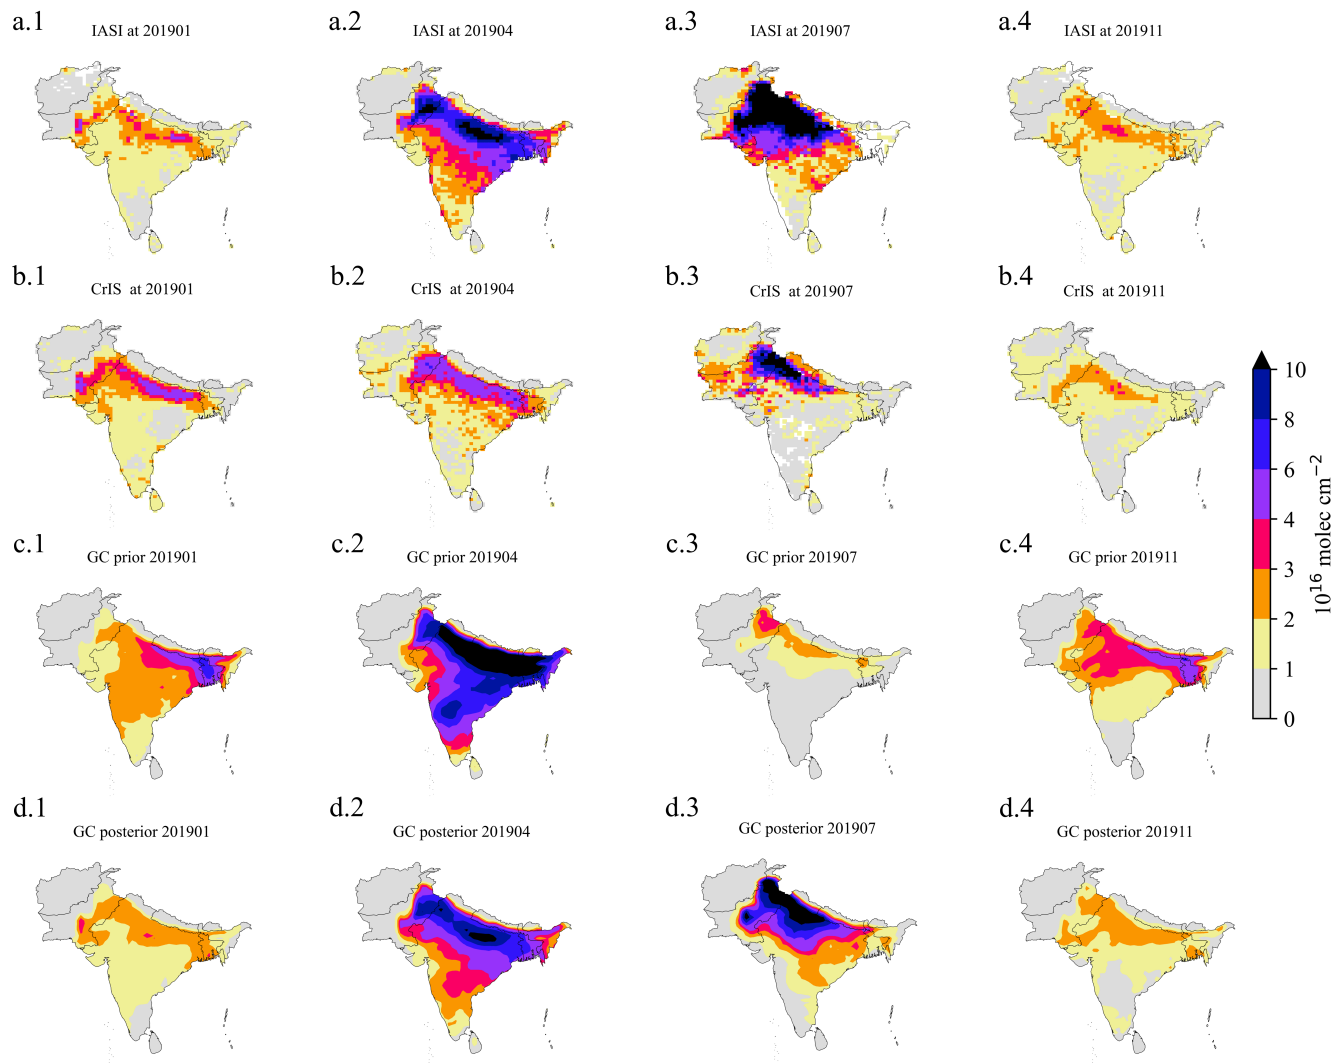 a.1
IASI at 201901
a.2
IASI at 201904
a.3
IASI at 201907
a.4
IASI at 201911
b.1
CrIS at 201901
b.2
CrIS at 201904
b.3
CrIS at 201907
b.4
CrIS at 201911
c.1
GC prior 201901
c.2
GC prior 201904
c.3
GC prior 201907
c.4
GC prior 201911
d.1
GC posterior 201901
d.2
GC posterior 201904
d.3
GC posterior 201907
d.4
GC posterior 201911
10
8
6
4
3
2
1
0
10¹⁶ molec cm⁻²